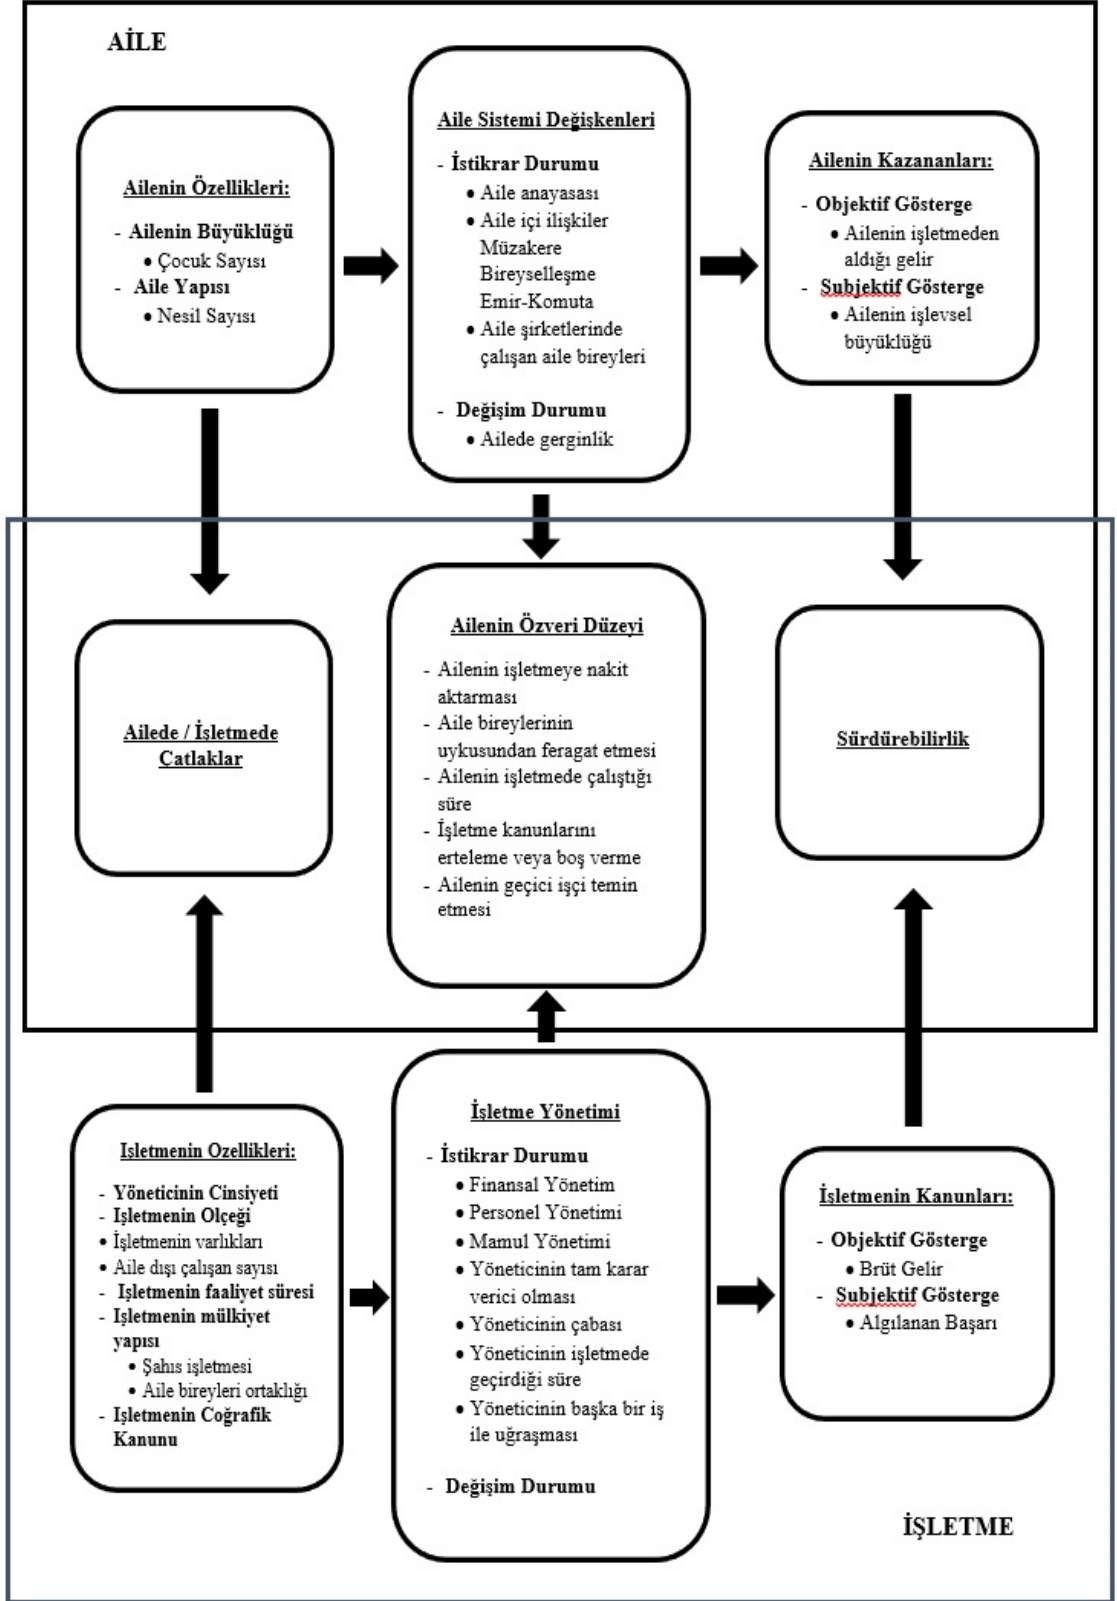 AİLE
Ailenin Özellikleri:
- Ailenin Büyüklüğü
• Çocuk Sayısı
- Aile Yapısı
• Nesil Sayısı
Aile Sistemi Değişkenleri
- İstikrar Durumu
• Aile anayasası
• Aile içi ilişkiler
Müzakere
Bireyselleşme
Emir-Komuta
• Aile şirketlerinde
çalışan aile bireyleri
- Değişim Durumu
• Ailede gerginlik
Ailenin Kazananları:
- Objektif Gösterge
• Ailenin işletmeden
aldığı gelir
- Subjektif Gösterge
• Ailenin işlevsel
büyüklüğü
Ailede / İşletmede
Catlaklar
Ailenin Özveri Düzeyi
- Ailenin işletmeye nakit
aktarması
- Aile bireylerinin
uykusundan feragat etmesi
- Ailenin işletmede çalıştığı
süre
- İşletme kanunlarını
erteleme veya boş verme
- Ailenin geçici işçi temin
etmesi
Sürdürebilirlik
Işletmenin Ozellikleri:
- Yöneticinin Cinsiyeti
- Işletmenin Olçeği
• İşletmenin varlıkları
• Aile dışı çalışan sayısı
- Işletmenin faaliyet süresi
- Işletmenin mülkiyet
yapısı
• Şahıs işletmesi
• Aile bireyleri ortaklığı
- Işletmenin Coğrafik
Kanunu
İşletme Yönetimi
- İstikrar Durumu
• Finansal Yönetim
• Personel Yönetimi
• Mamul Yönetimi
• Yöneticinin tam karar
verici olması
• Yöneticinin çabası
• Yöneticinin işletmede
geçirdiği süre
• Yöneticinin başka bir iş
ile uğraşması
- Değişim Durumu
İşletmenin Kanunları:
- Objektif Gösterge
• Brüt Gelir
- Subjektif Gösterge
• Algılanan Başarı
İŞLETME